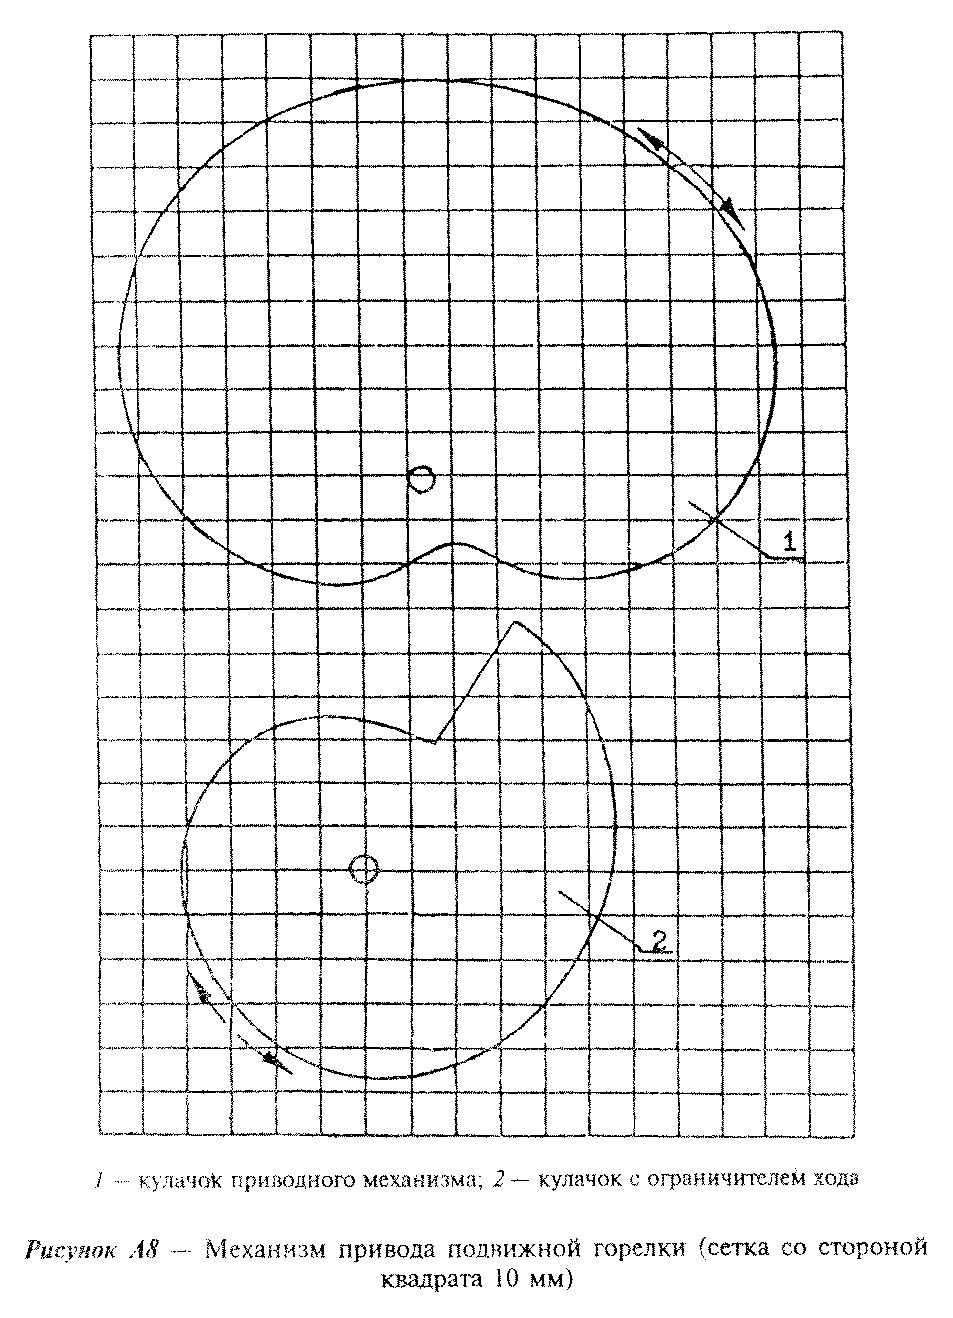 1
2
1 — кулачок приводного механизма; 2 — кулачок с ограничителем хода
Рисунок А8 — Механизм привода подвижной горелки (сетка со стороной
квадрата 10 мм)